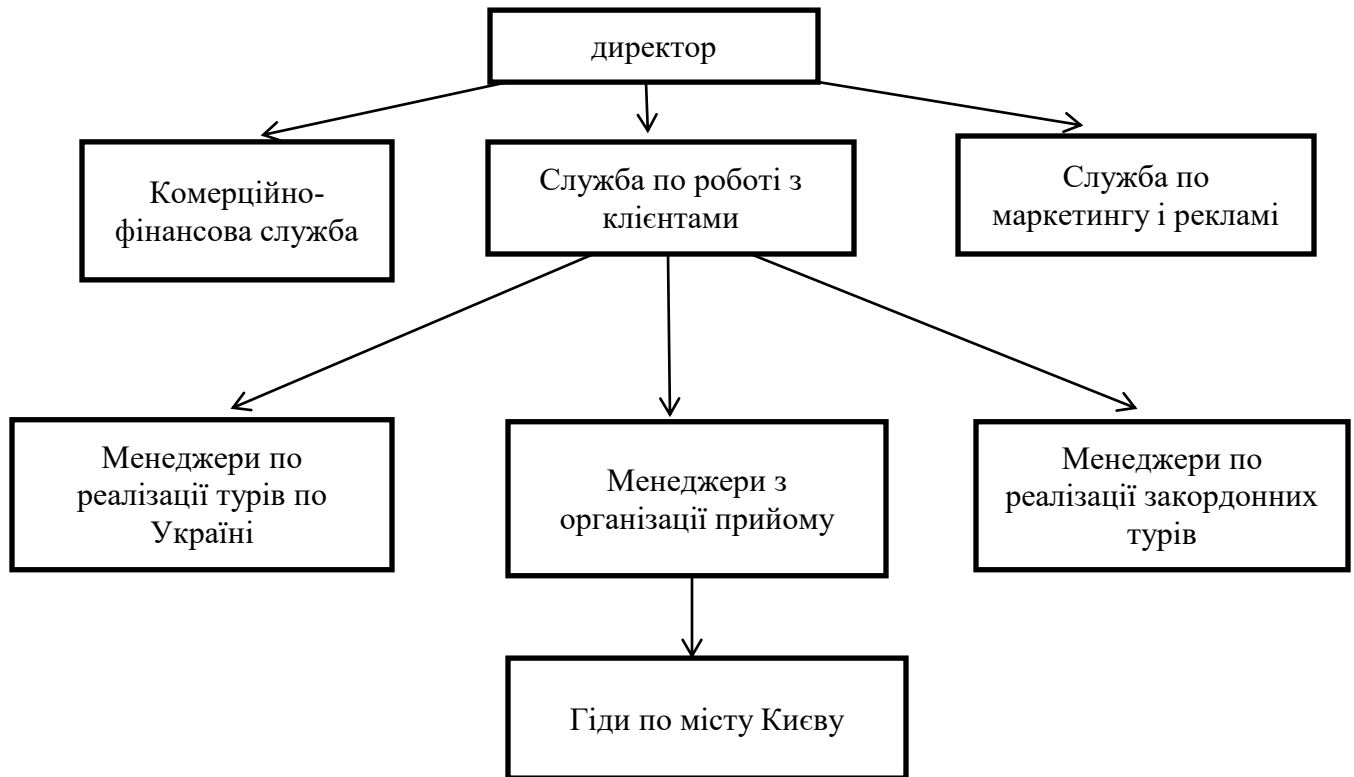 директор
Комерційно-
фінансова служба
Служба по роботі з
клієнтами
Служба по
маркетингу і рекламі
Менеджери по
реалізації турів по
Україні
Менеджери з
організації прийому
Менеджери по
реалізації закордонних
турів
Гіди по місту Києву